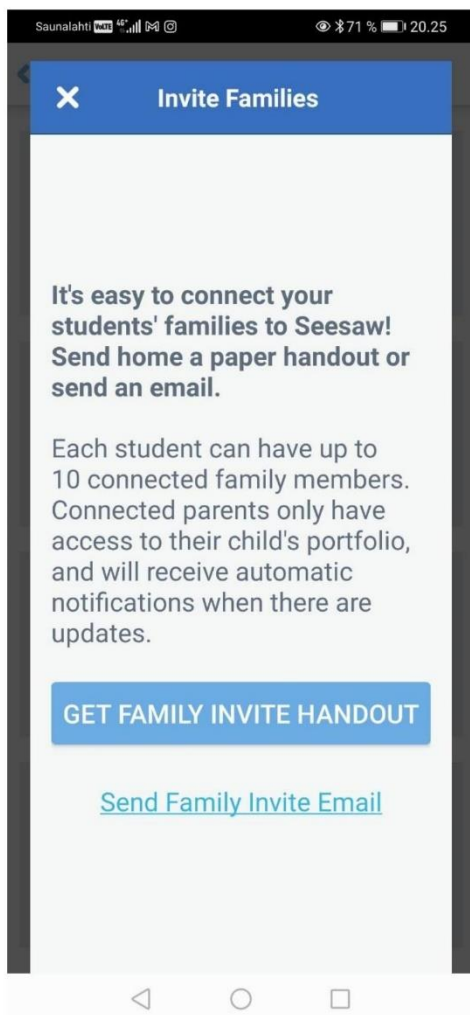 Saunalahti VoLTE 4G+ 71 % 20.25
Invite Families
It's easy to connect your
students' families to Seesaw!
Send home a paper handout or
send an email.
Each student can have up to
10 connected family members.
Connected parents only have
access to their child's portfolio,
and will receive automatic
notifications when there are
updates.
GET FAMILY INVITE HANDOUT
Send Family Invite Email